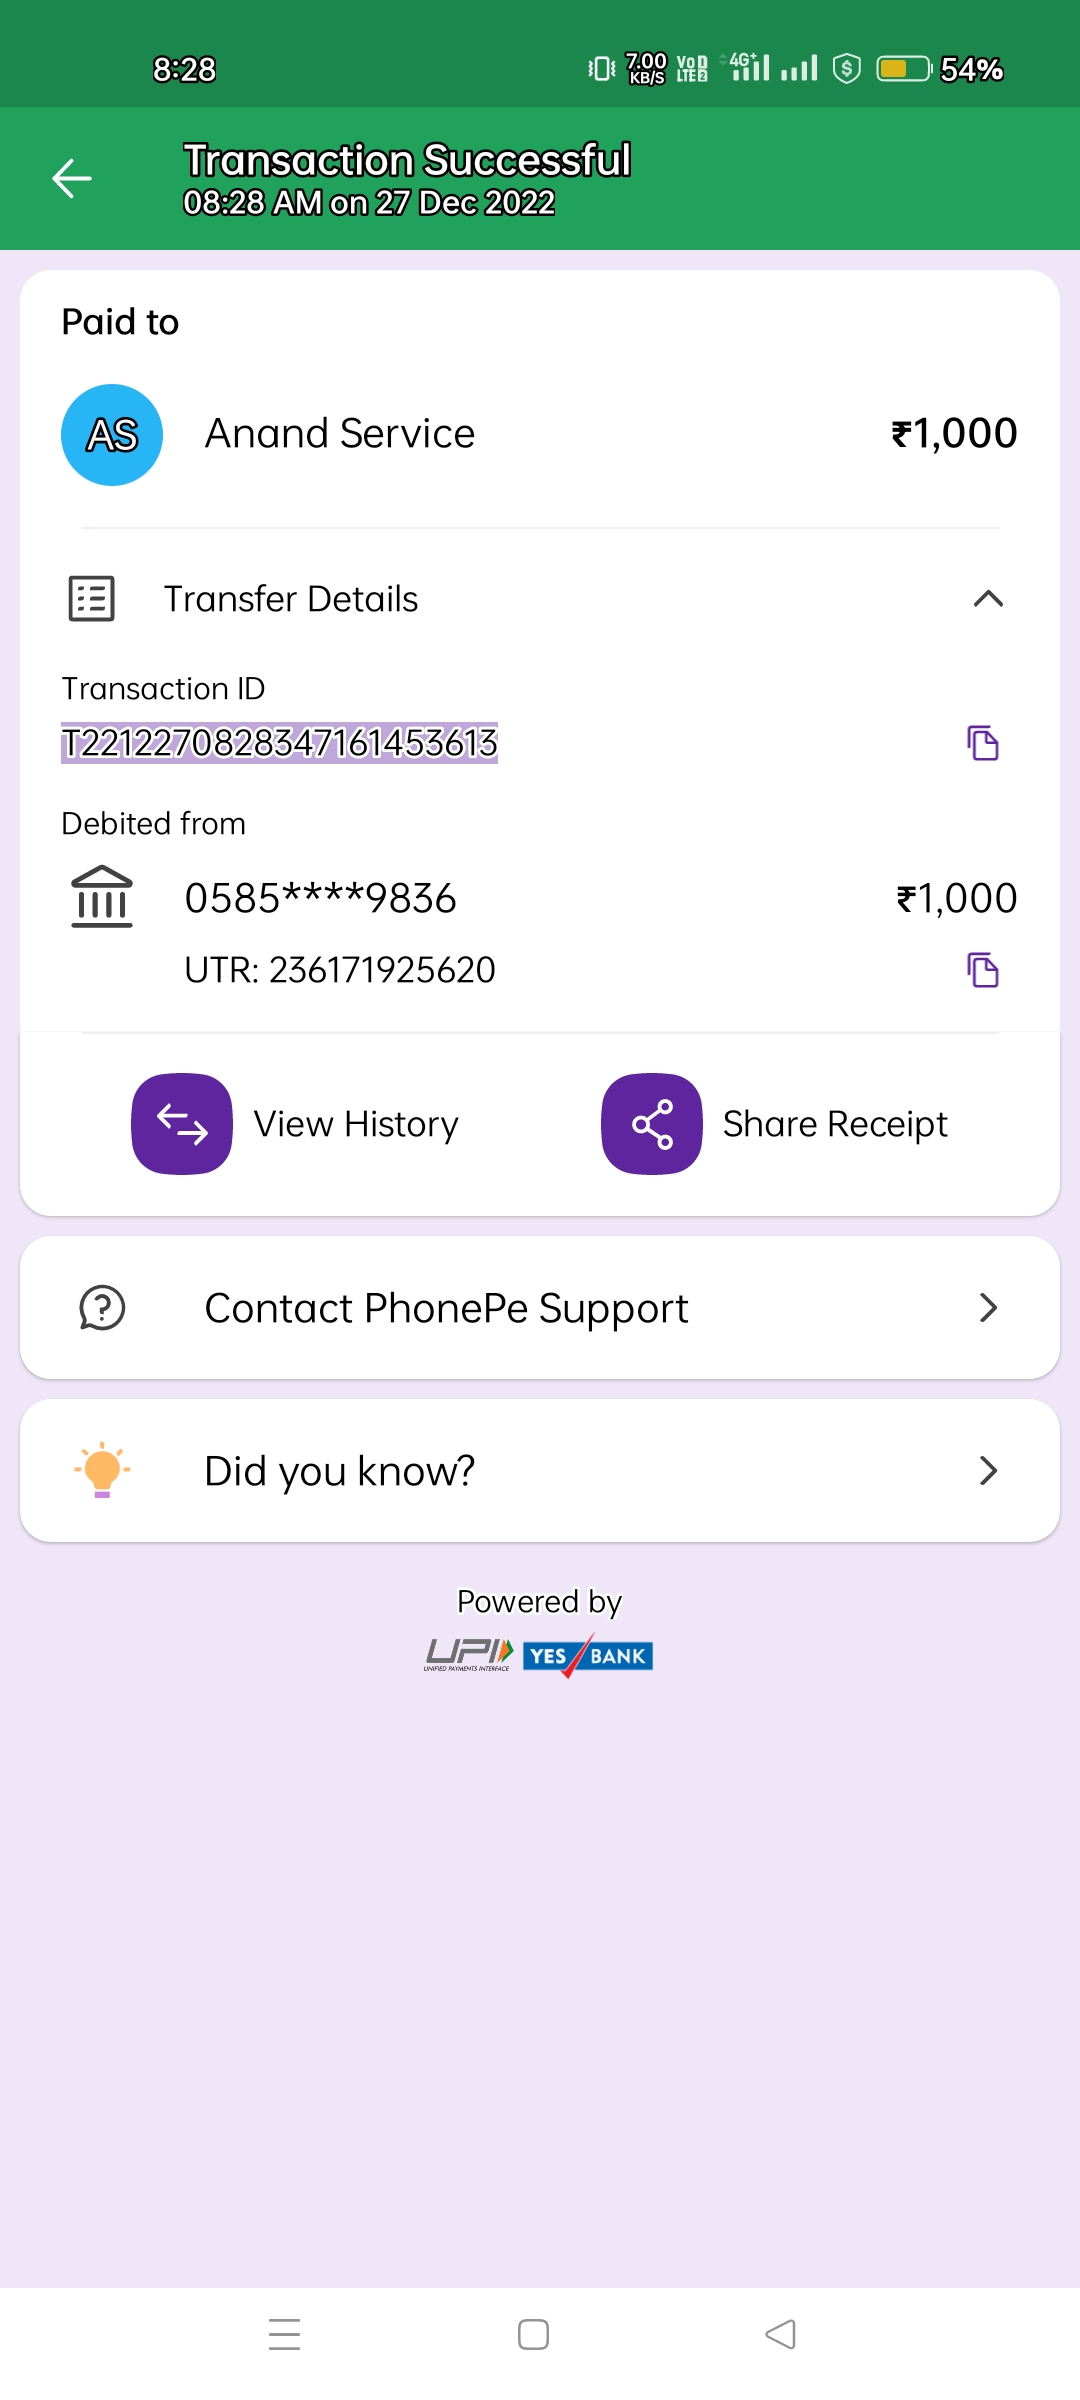 8:28
7.00
KB/S
VoD
LTE 2
4G+
54%
Transaction Successful
08:28 AM on 27 Dec 2022
Paid to
AS
Anand Service
₹1,000
Transfer Details
Transaction ID
T2212270828347161453613
Debited from
0585****9836
₹1,000
UTR: 236171925620
View History
Share Receipt
Contact PhonePe Support
Did you know?
Powered by
UPI
UNIFIED PAYMENTS INTERFACE
YES BANK